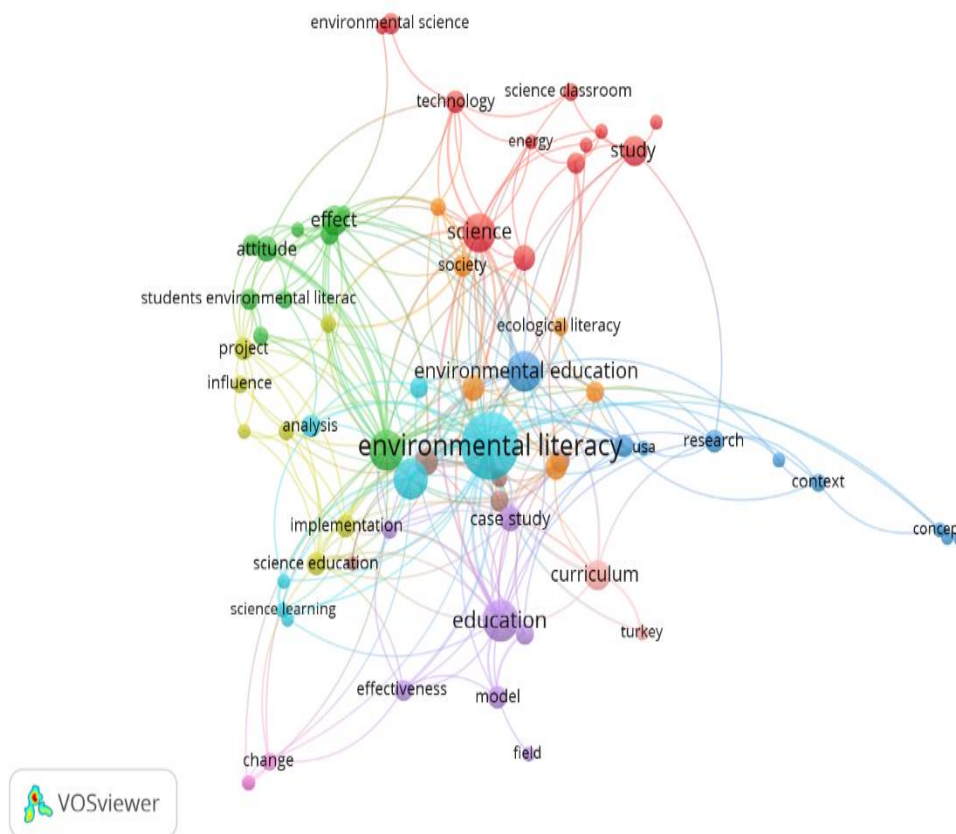 environmental science
technology
science classroom
energy
study
effect
science
attitude
society
students environmental literac
ecological literacy
project
environmental education
influence
analysis
environmental literacy
usa
research
context
case study
implementation
concep
science education
curriculum
science learning
education
turkey
effectiveness
model
field
change
VOSviewer